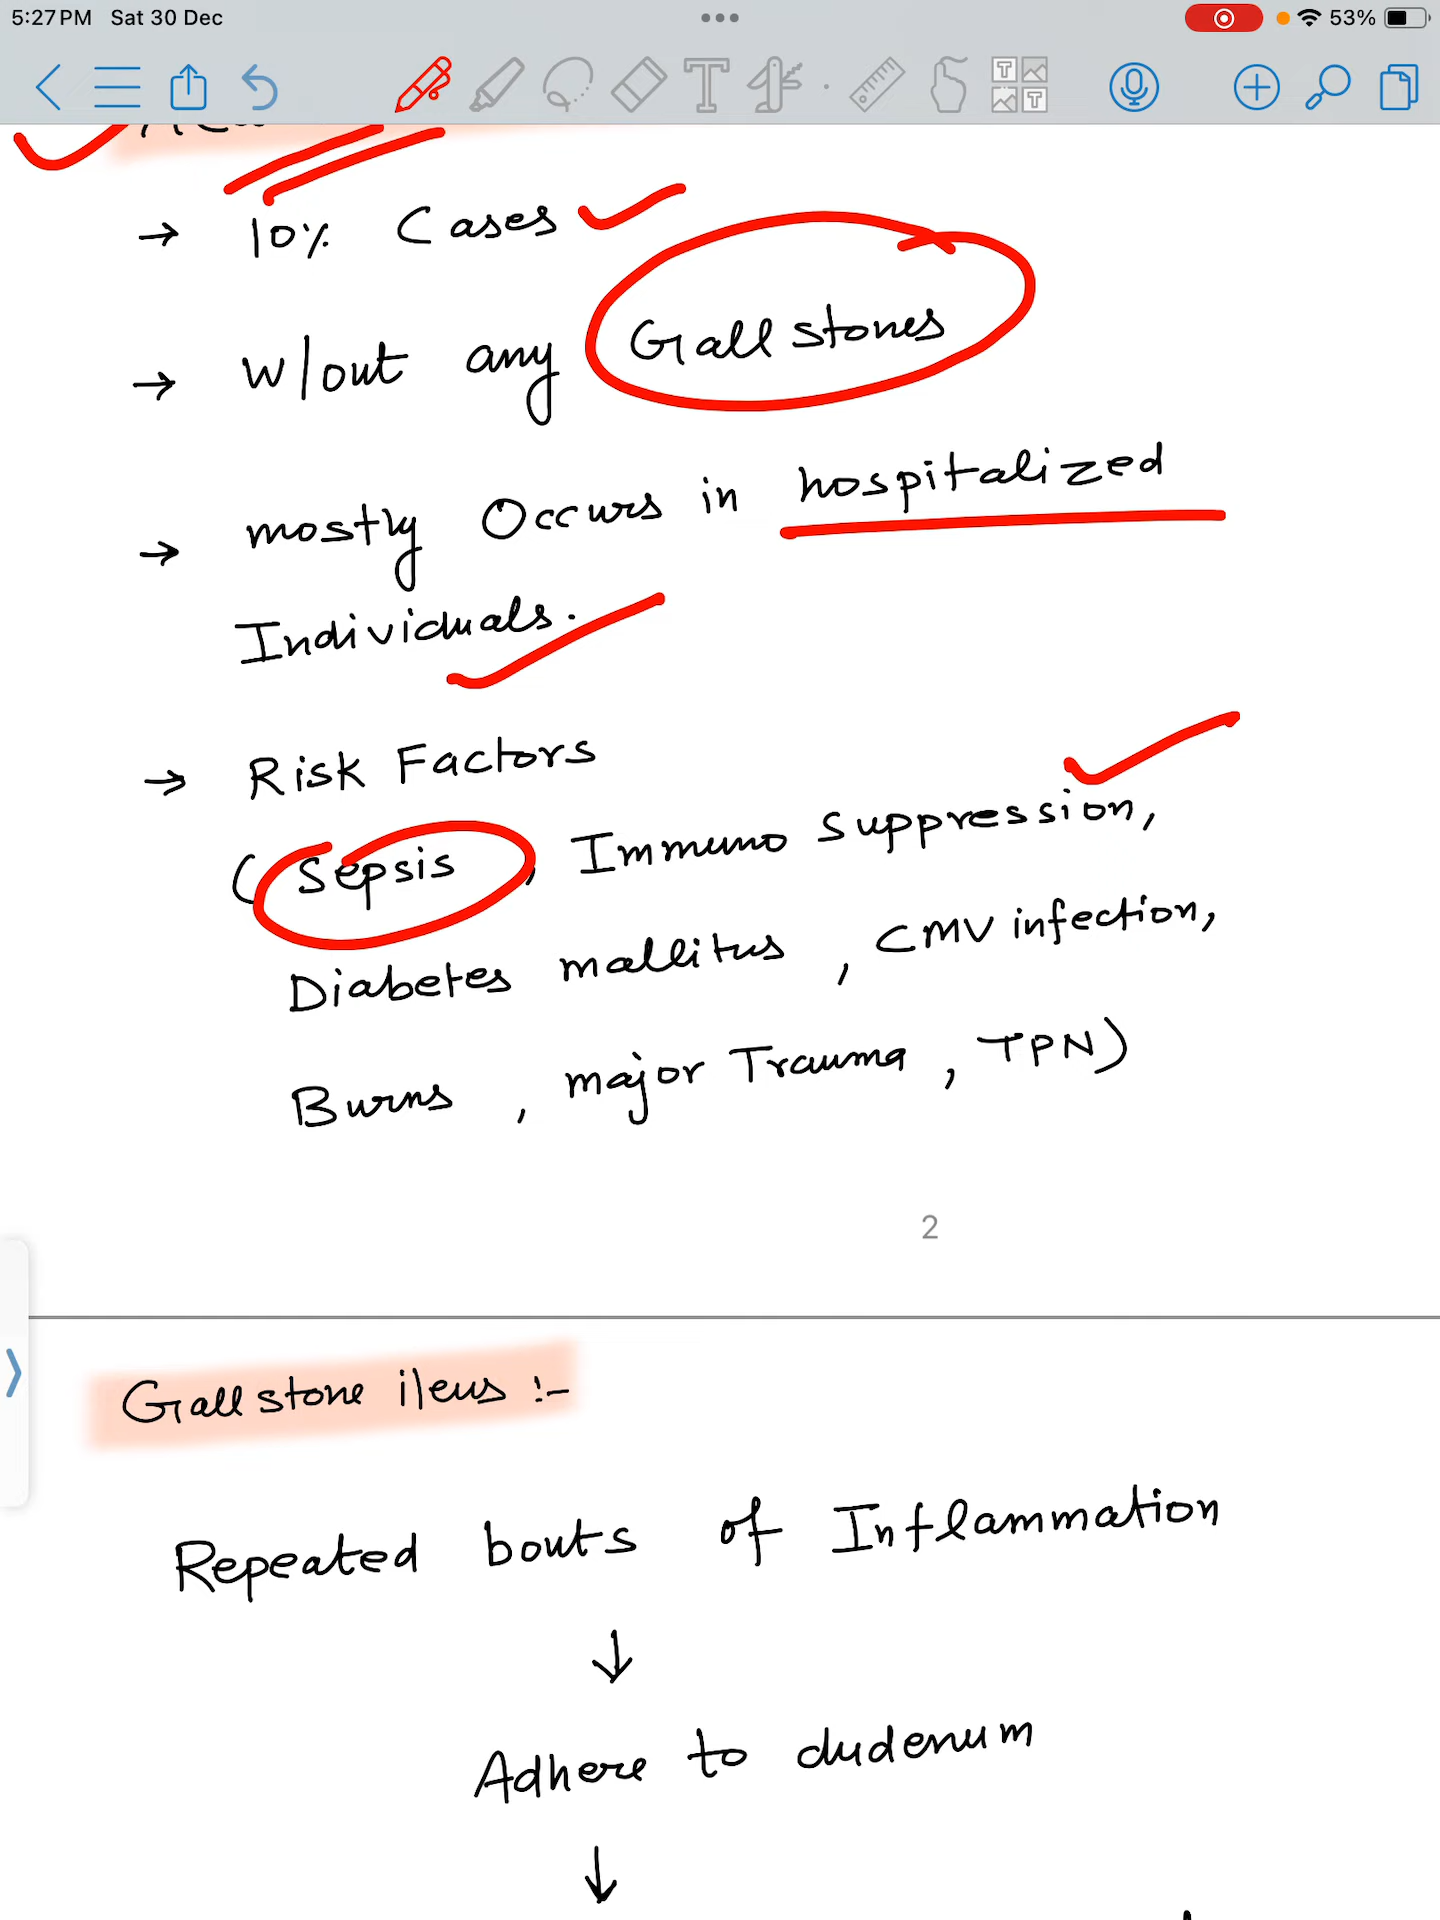 5:27 PM Sat 30 Dec
53%
→ 10% Cases
→ w/out any Gall stones
→ mostly Occurs in hospitalized
Individuals.
→ Risk Factors
(Sepsis, Immuno suppression,
Diabetes mallitus, CMV infection,
Burns, major Trauma, TPN)
2
Gall stone ileus :-
Repeated bouts of Inflammation
↓
Adhere to dudenum
↓